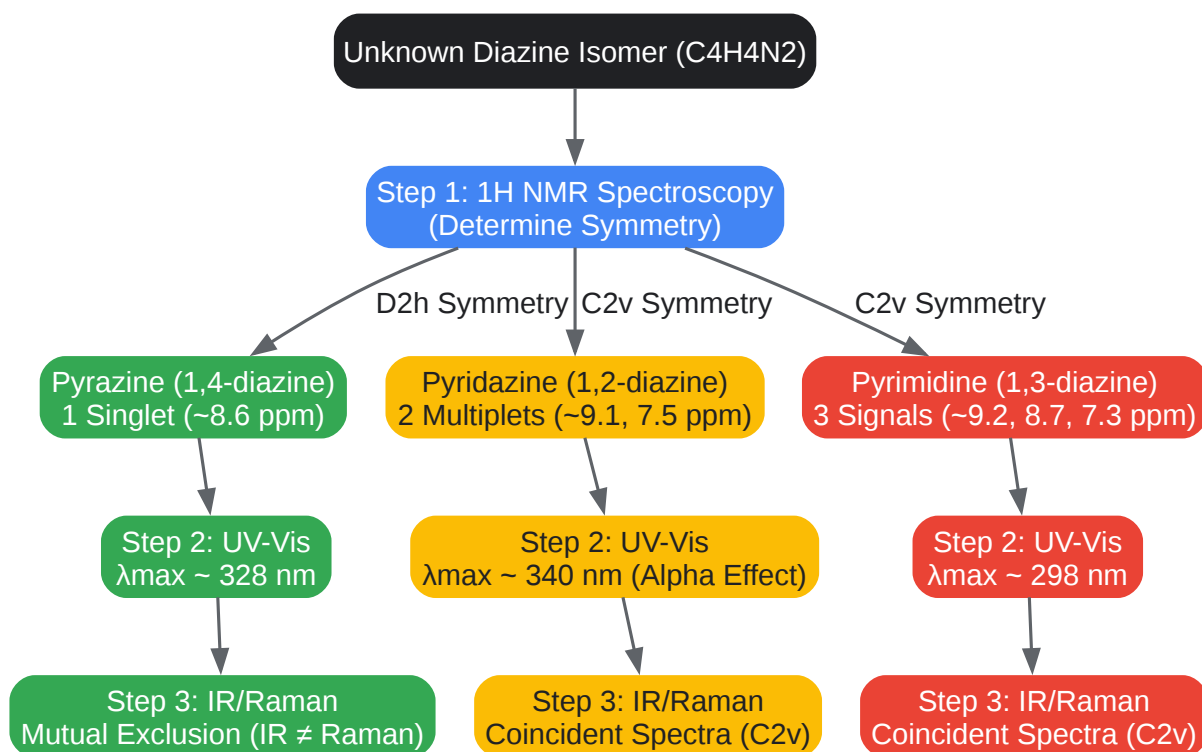 Unknown Diazine Isomer (C4H4N2)
Step 1: 1H NMR Spectroscopy
(Determine Symmetry)
D2h Symmetry
C2v Symmetry
C2v Symmetry
Pyrazine (1,4-diazine)
1 Singlet (~8.6 ppm)
Pyridazine (1,2-diazine)
2 Multiplets (~9.1, 7.5 ppm)
Pyrimidine (1,3-diazine)
3 Signals (~9.2, 8.7, 7.3 ppm)
Step 2: UV-Vis
λmax ~ 328 nm
Step 2: UV-Vis
λmax ~ 340 nm (Alpha Effect)
Step 2: UV-Vis
λmax ~ 298 nm
Step 3: IR/Raman
Mutual Exclusion (IR ≠ Raman)
Step 3: IR/Raman
Coincident Spectra (C2v)
Step 3: IR/Raman
Coincident Spectra (C2v)